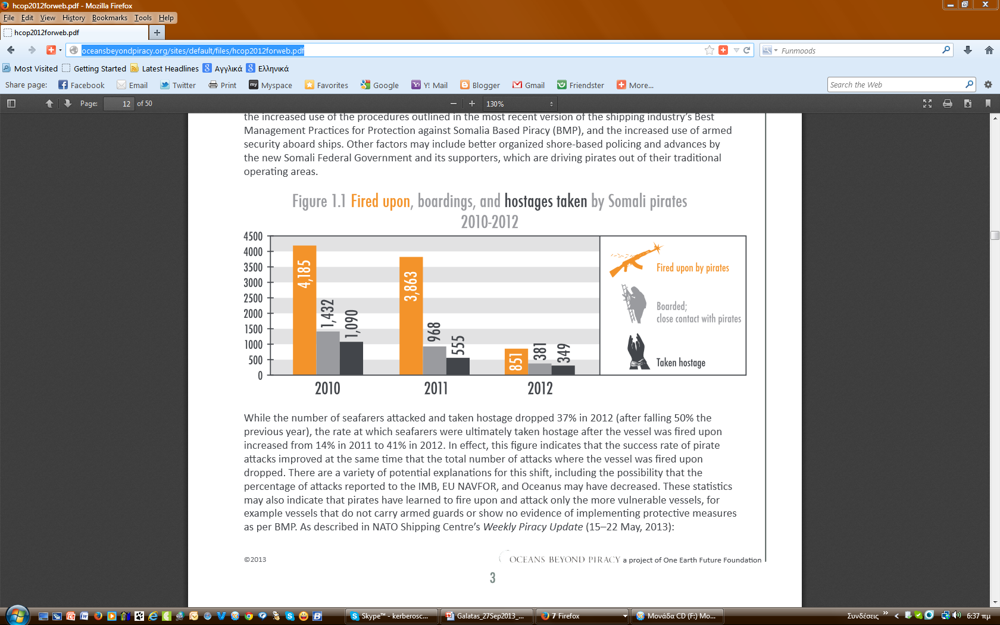 hcop2012forweb.pdf - Mozilla Firefox
File Edit View History Bookmarks Tools Help
hcop2012forweb.pdf
oceansbeyondpiracy.org/sites/default/files/hcop2012forweb.pdf
Funmoods
Most Visited Getting Started Latest Headlines Αγγλικά Ελληνικά
Share page: Facebook Email Twitter Print Myspace Favorites Google Y! Mail Blogger Gmail Friendster More...
Search the Web
Page: 12 of 50
130%
the increased use of the procedures outlined in the most recent version of the shipping industry's Best
Management Practices for Protection against Somalia Based Piracy (BMP), and the increased use of armed
security aboard ships. Other factors may include better organized shore-based policing and advances by
the new Somali Federal Government and its supporters, which are driving pirates out of their traditional
operating areas.
Figure 1.1 Fired upon, boardings, and hostages taken by Somali pirates
2010-2012
4500
4000
3500
3000
2500
2000
1500
1000
500
0
4,185
1,432
1,090
3,863
968
555
851
381
349
2010
2011
2012
Fired upon by pirates
Boarded;
close contact with pirates
Taken hostage
While the number of seafarers attacked and taken hostage dropped 37% in 2012 (after falling 50% the
previous year), the rate at which seafarers were ultimately taken hostage after the vessel was fired upon
increased from 14% in 2011 to 41% in 2012. In effect, this figure indicates that the success rate of pirate
attacks improved at the same time that the total number of attacks where the vessel was fired upon
dropped. There are a variety of potential explanations for this shift, including the possibility that the
percentage of attacks reported to the IMB, EU NAVFOR, and Oceanus may have decreased. These statistics
may also indicate that pirates have learned to fire upon and attack only the more vulnerable vessels, for
example vessels that do not carry armed guards or show no evidence of implementing protective measures
as per BMP. As described in NATO Shipping Centre's Weekly Piracy Update (15–22 May, 2013):
©2013
OCEANS BEYOND PIRACY a project of One Earth Future Foundation
3
Skype™ - kerberosc...
Galatas_27Sep2013_...
7 Firefox
Μονάδα CD (F:) Mo...
Συνδέσεις
6:37 πμ